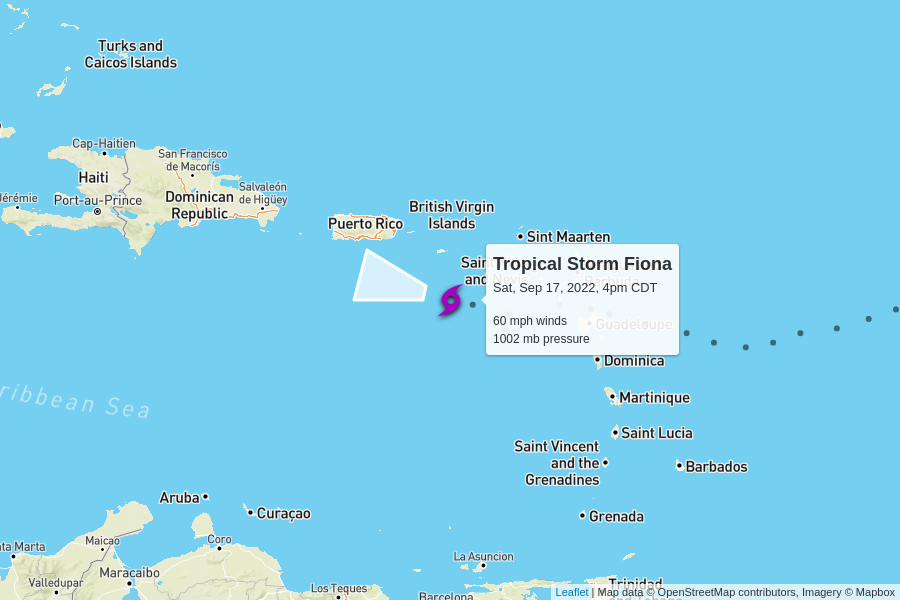 Turks and
Caicos Islands
Cap-Haitien
San Francisco
de Macorís
Haiti
Salvaleón
de Higüey
Jérémie
Port-au-Prince
Dominican
Republic
Puerto Rico
British Virgin
Islands
Sint Maarten
Tropical Storm Fiona
Sat, Sep 17, 2022, 4pm CDT
60 mph winds
1002 mb pressure
Guadeloupe
Dominica
Martinique
Saint Lucia
Saint Vincent
and the
Grenadines
Barbados
Grenada
ribbean Sea
Aruba
Curaçao
Coro
Maicao
ta Marta
Maracaibo
Valledupar
La Asuncion
Los Teques
Barcelona
Trinidad
Leaflet | Map data © OpenStreetMap contributors, Imagery © Mapbox